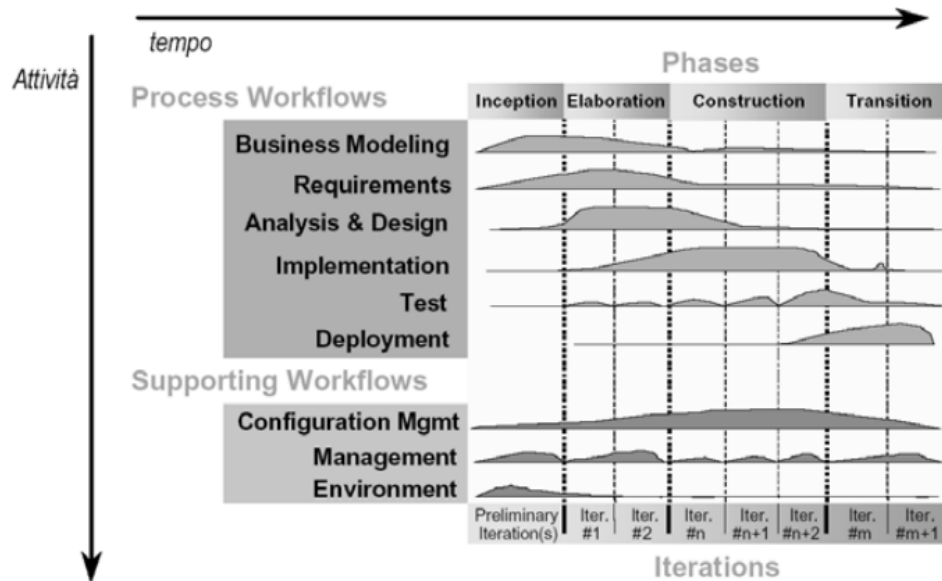 tempo
Attività
Phases
Process Workflows
Inception Elaboration Construction Transition
Business Modeling
Requirements
Analysis & Design
Implementation
Test
Deployment
Supporting Workflows
Configuration Mgmt
Management
Environment
Preliminary Iteration(s)
Iter. #1
Iter. #2
Iter. #n
Iter. #n+1
Iter. #n+2
Iter. #m
Iter. #m+1
Iterations